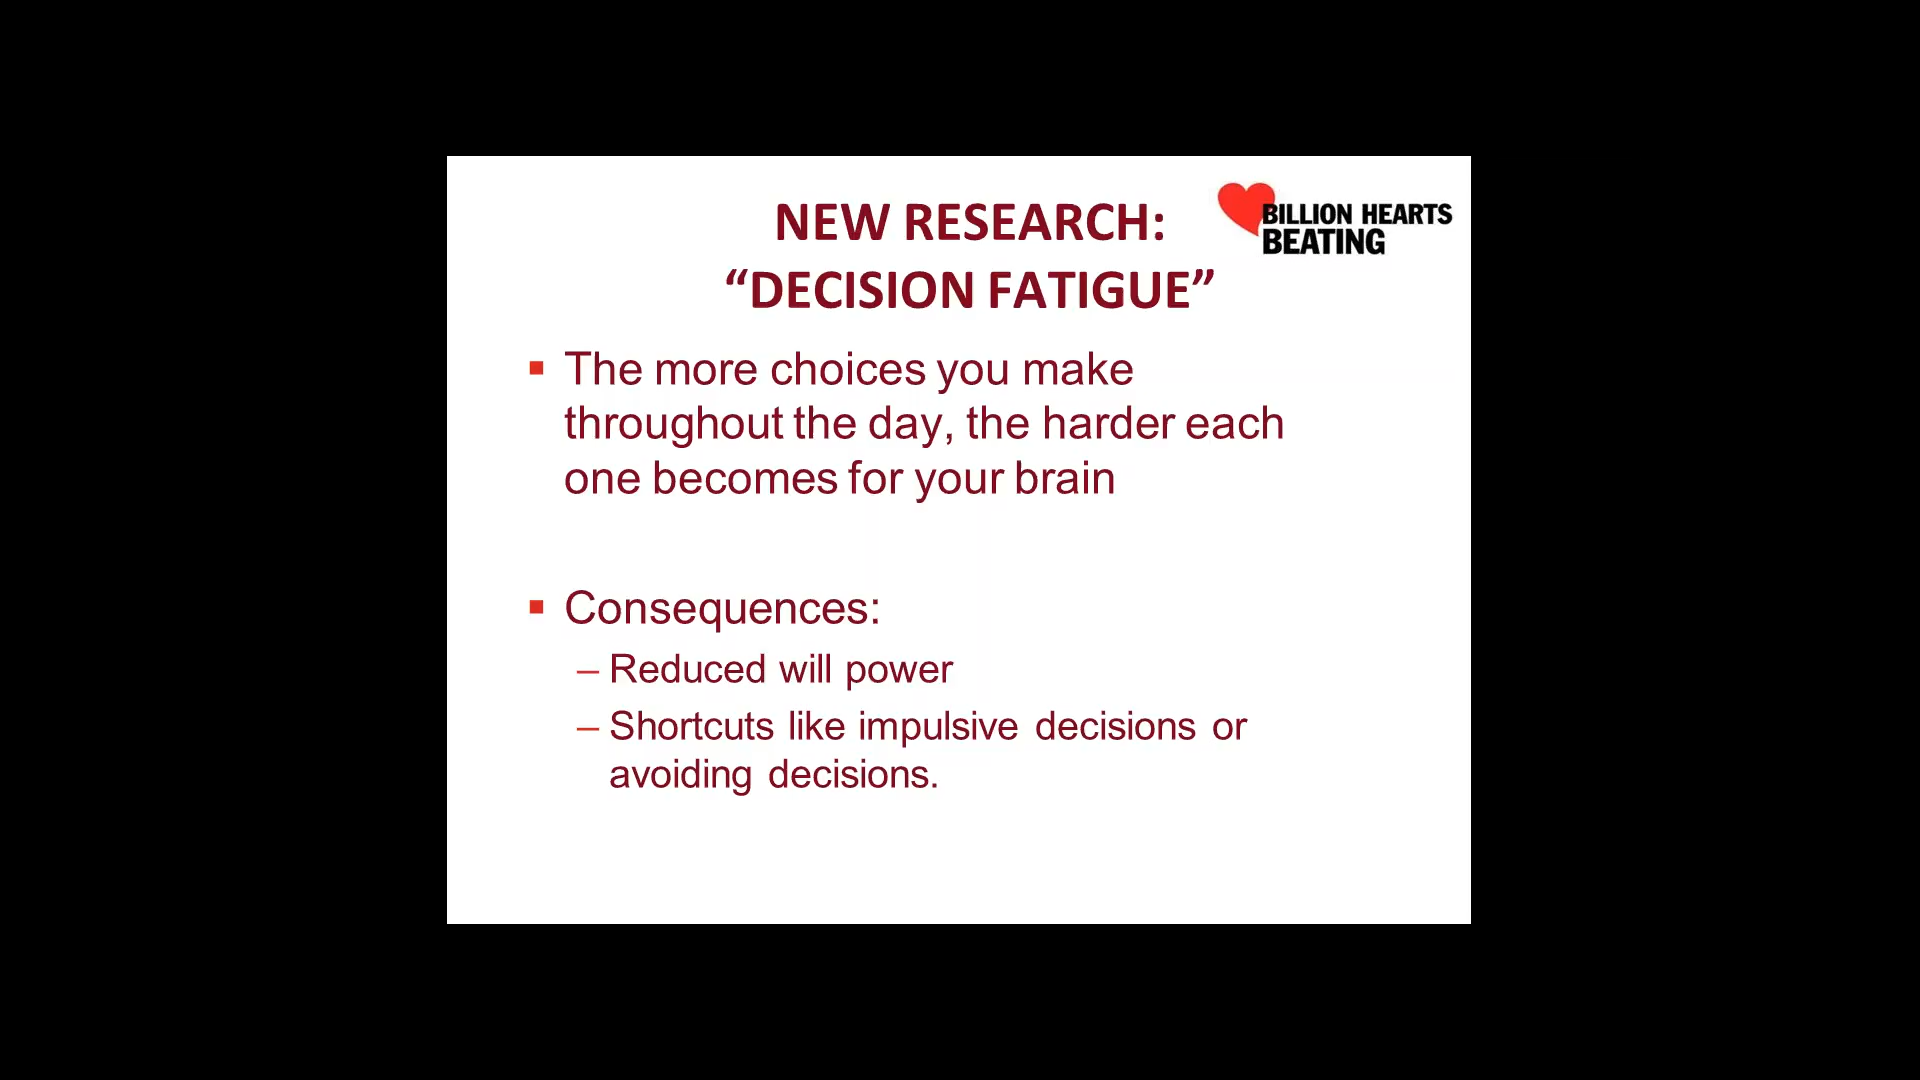 NEW RESEARCH:
“DECISION FATIGUE”
BILLION HEARTS
BEATING
▪ The more choices you make
throughout the day, the harder each
one becomes for your brain
▪ Consequences:
– Reduced will power
– Shortcuts like impulsive decisions or
avoiding decisions.